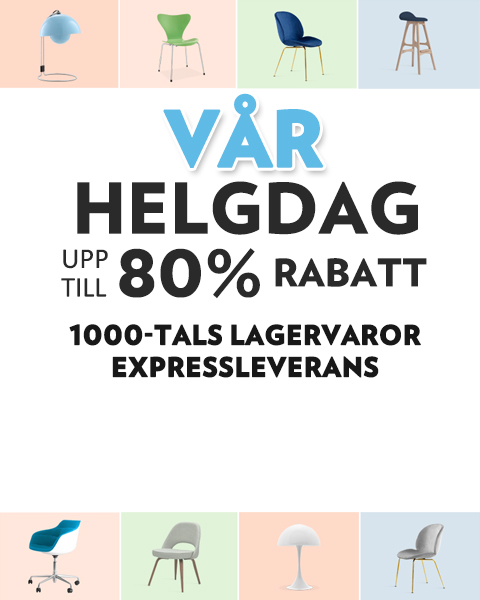 VÅR
HELGDAG
UPP TILL 80% RABATT
1000-TALS LAGERVAROR
EXPRESSLEVERANS